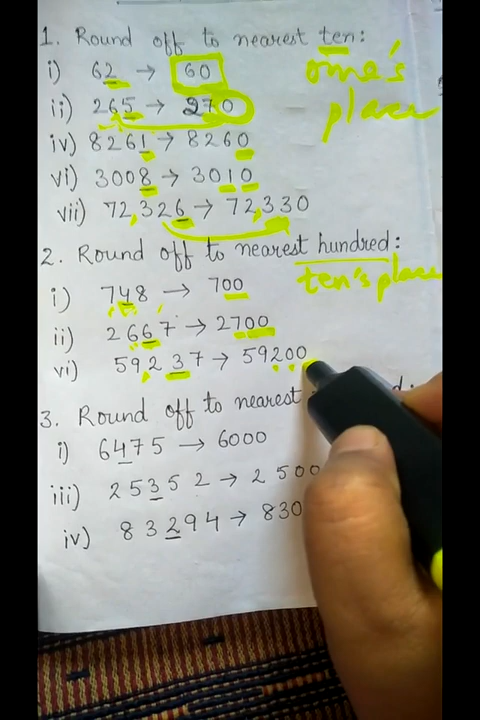 1. Round off to nearest ten:
i) 62 → 60
one's place
ii) 265 → 270
iv) 8261 → 8260
vi) 3008 → 3010
vii) 72,326 → 72,330
2. Round off to nearest hundred:
ten's place
i) 748 → 700
ii) 2667 → 2700
vi) 59237 → 59200
3. Round off to nearest
i) 6475 → 6000
iii) 25352 → 2500
iv) 83294 → 830